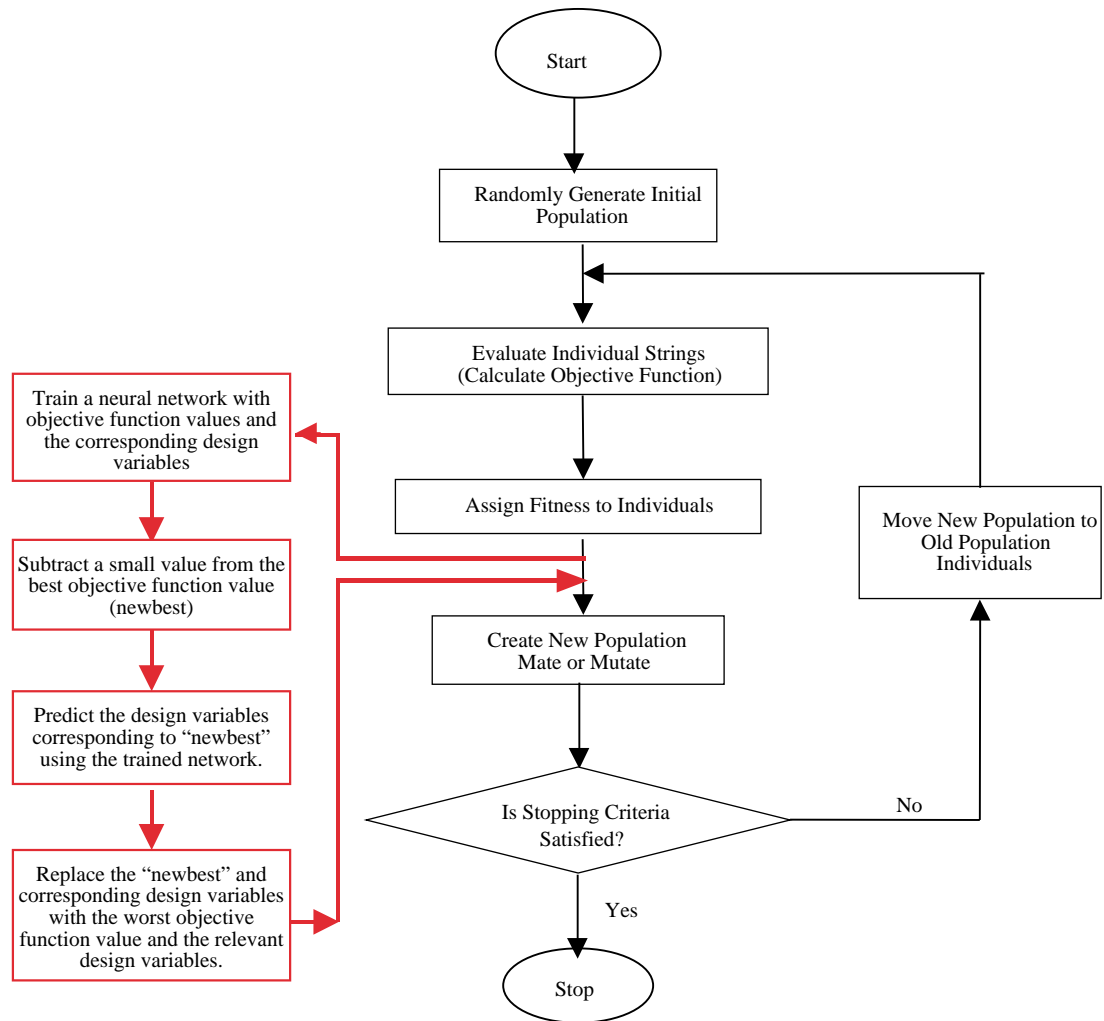 Start
Randomly Generate Initial
Population
Evaluate Individual Strings
(Calculate Objective Function)
Assign Fitness to Individuals
Create New Population
Mate or Mutate
Is Stopping Criteria
Satisfied?
No
Yes
Stop
Move New Population to
Old Population
Individuals
Train a neural network with
objective function values and
the corresponding design
variables
Subtract a small value from the
best objective function value
(newbest)
Predict the design variables
corresponding to “newbest”
using the trained network.
Replace the “newbest” and
corresponding design variables
with the worst objective
function value and the relevant
design variables.